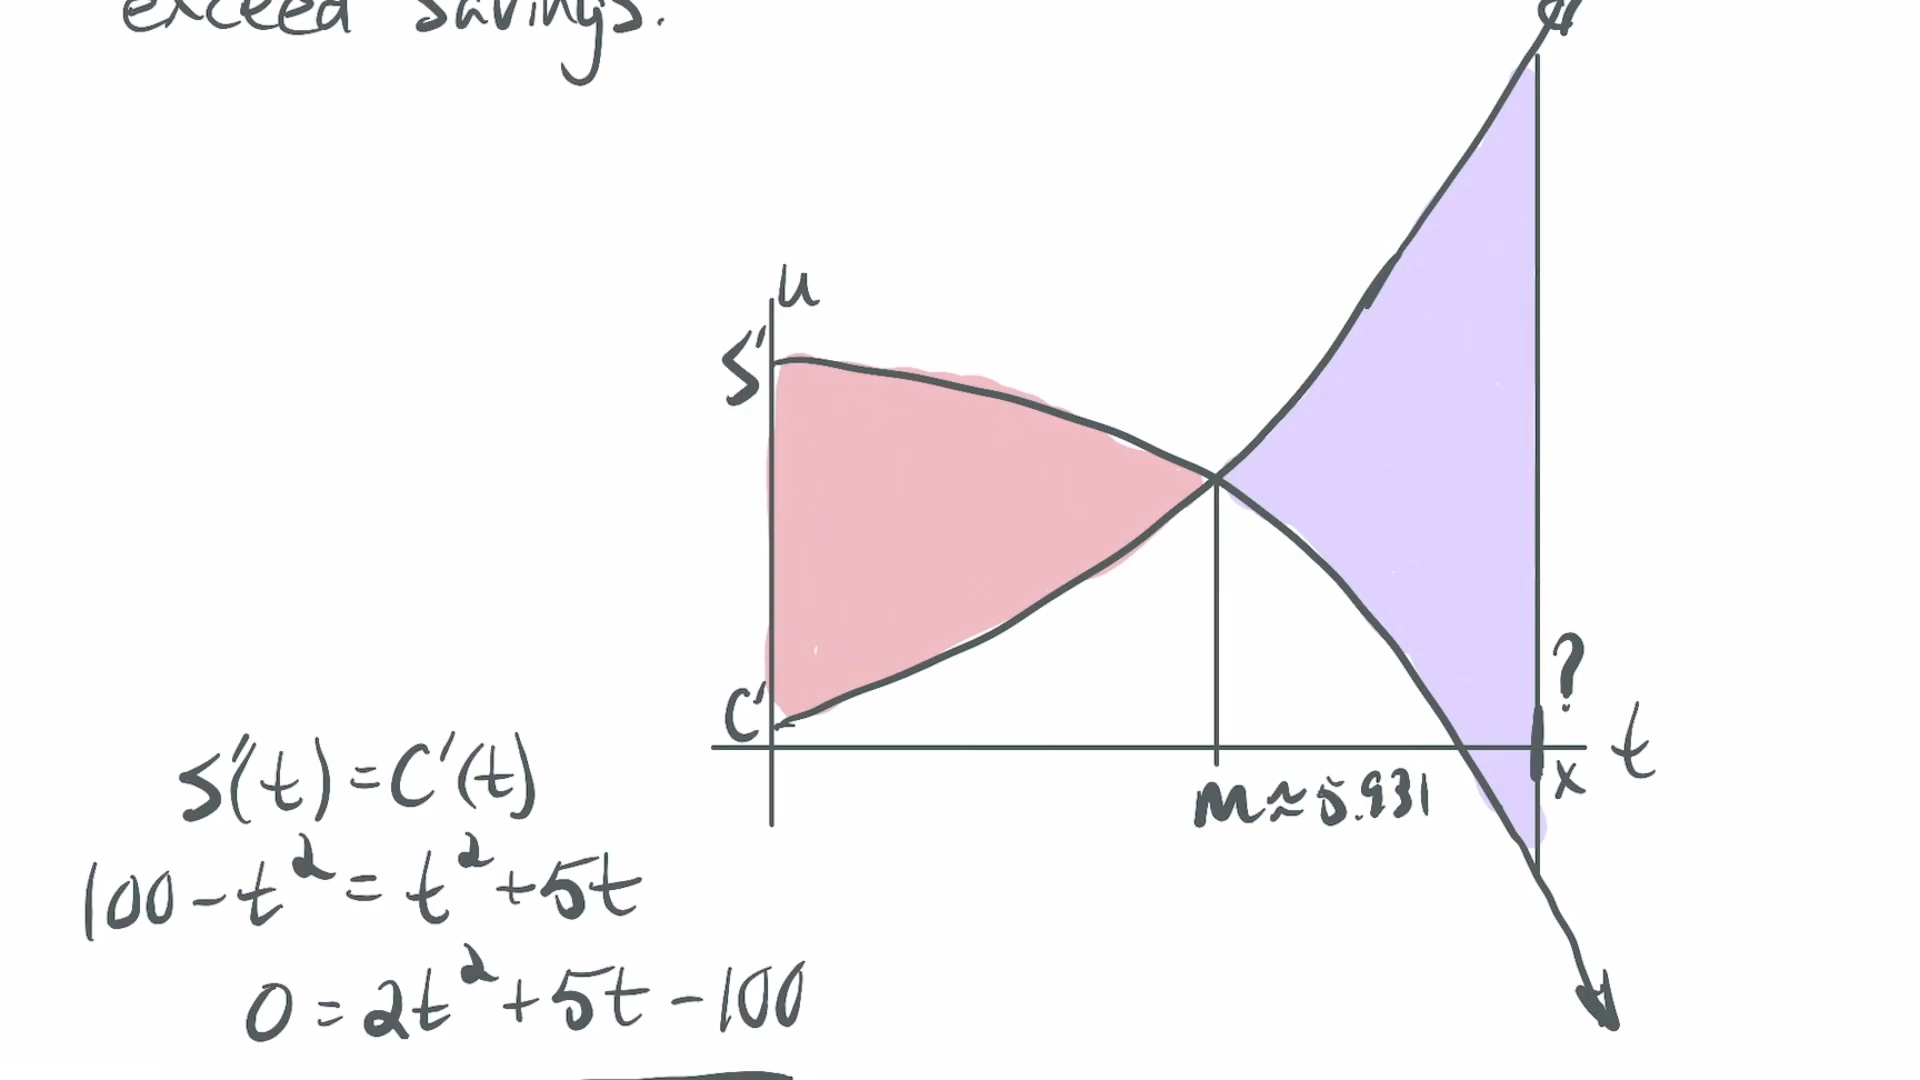 exceed savings.
u
S'
C'
?
t
x
m≈5.931
S'(t)=C'(t)
100-t²=t²+5t
0=2t²+5t-100